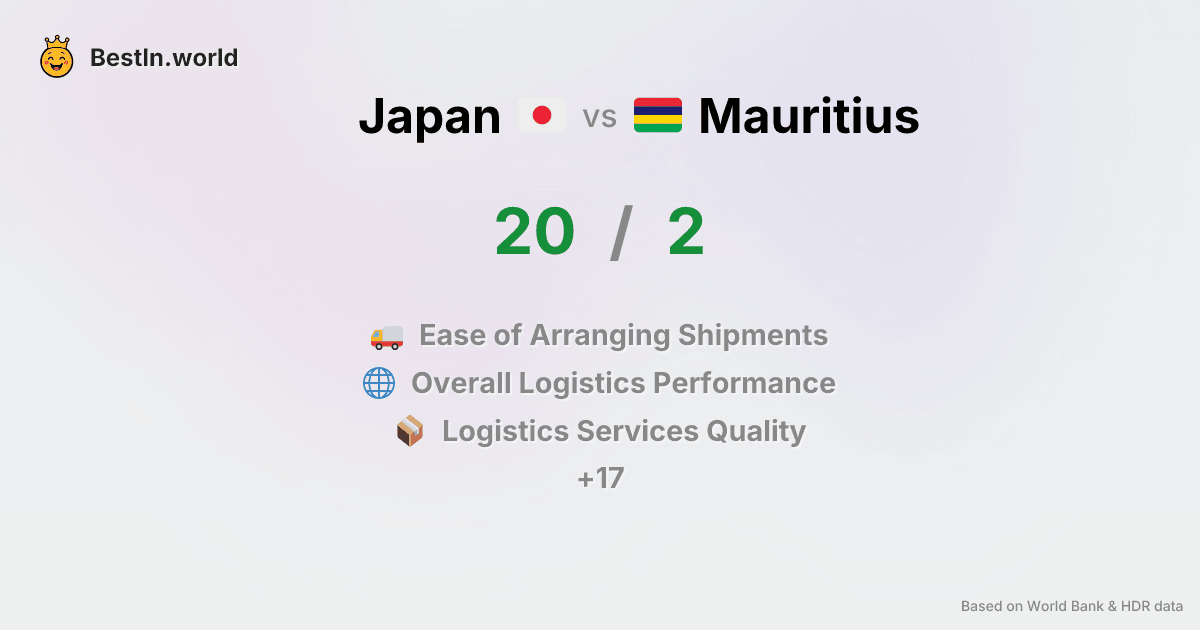 BestIn.world
Japan vs Mauritius
20 / 2
Ease of Arranging Shipments
Overall Logistics Performance
Logistics Services Quality
+17
Based on World Bank & HDR data